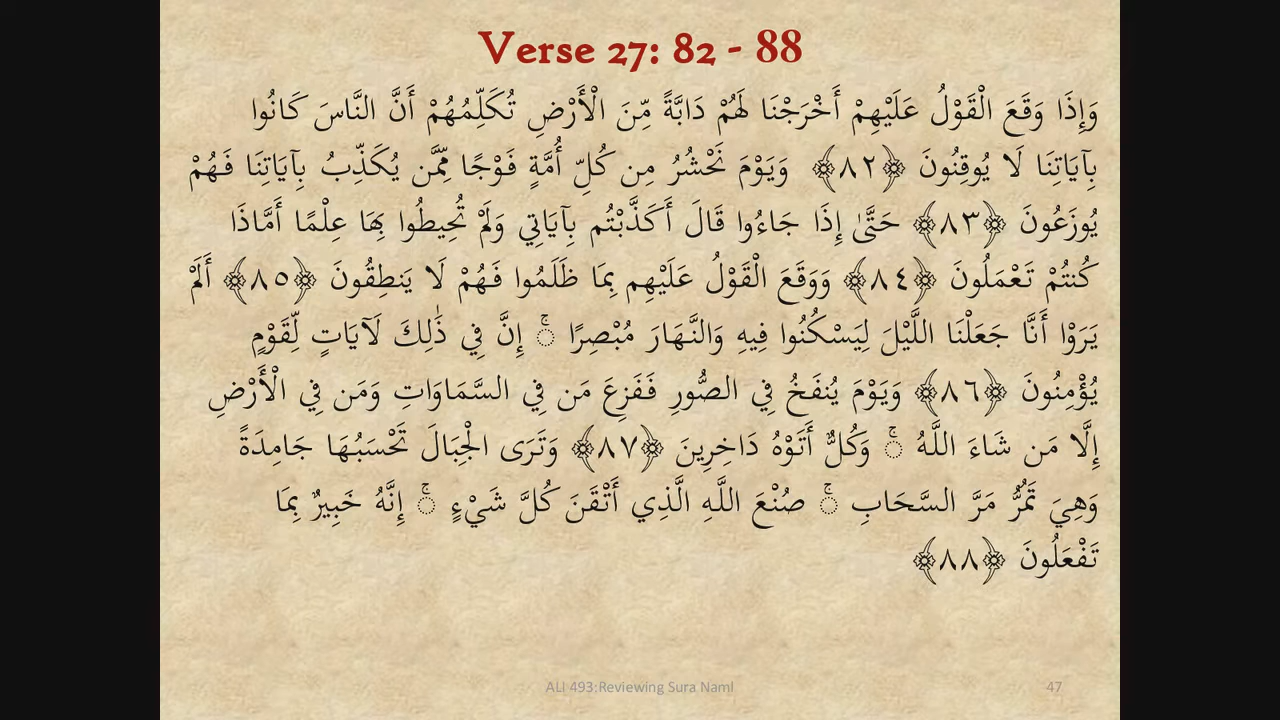 Verse 27: 82 - 88
وَإِذَا وَقَعَ الْقَوْلُ عَلَيْهِمْ أَخْرَجْنَا لَهُمْ دَابَّةً مِّنَ الْأَرْضِ تُكَلِّمُهُمْ أَنَّ النَّاسَ كَانُوا
بِآيَاتِنَا لَا يُوقِنُونَ ﴿٨٢﴾ وَيَوْمَ نَحْشُرُ مِن كُلِّ أُمَّةٍ فَوْجًا مِّمَّن يُكَذِّبُ بِآيَاتِنَا فَهُمْ
يُوزَعُونَ ﴿٨٣﴾ حَتَّىٰ إِذَا جَاءُوا قَالَ أَكَذَّبْتُم بِآيَاتِي وَلَمْ تُحِيطُوا بِهَا عِلْمًا أَمَّاذَا
كُنتُمْ تَعْمَلُونَ ﴿٨٤﴾ وَوَقَعَ الْقَوْلُ عَلَيْهِم بِمَا ظَلَمُوا فَهُمْ لَا يَنطِقُونَ ﴿٨٥﴾ أَلَمْ
يَرَوْا أَنَّا جَعَلْنَا اللَّيْلَ لِيَسْكُنُوا فِيهِ وَالنَّهَارَ مُبْصِرًا ۚ إِنَّ فِي ذَٰلِكَ لَآيَاتٍ لِّقَوْمٍ
يُؤْمِنُونَ ﴿٨٦﴾ وَيَوْمَ يُنفَخُ فِي الصُّورِ فَفَزِعَ مَن فِي السَّمَاوَاتِ وَمَن فِي الْأَرْضِ
إِلَّا مَن شَاءَ اللَّهُ ۚ وَكُلٌّ أَتَوْهُ دَاخِرِينَ ﴿٨٧﴾ وَتَرَى الْجِبَالَ تَحْسَبُهَا جَامِدَةً
وَهِيَ تَمُرُّ مَرَّ السَّحَابِ ۚ صُنْعَ اللَّهِ الَّذِي أَتْقَنَ كُلَّ شَيْءٍ ۚ إِنَّهُ خَبِيرٌ بِمَا
تَفْعَلُونَ ﴿٨٨﴾
ALI 493:Reviewing Sura Naml 47